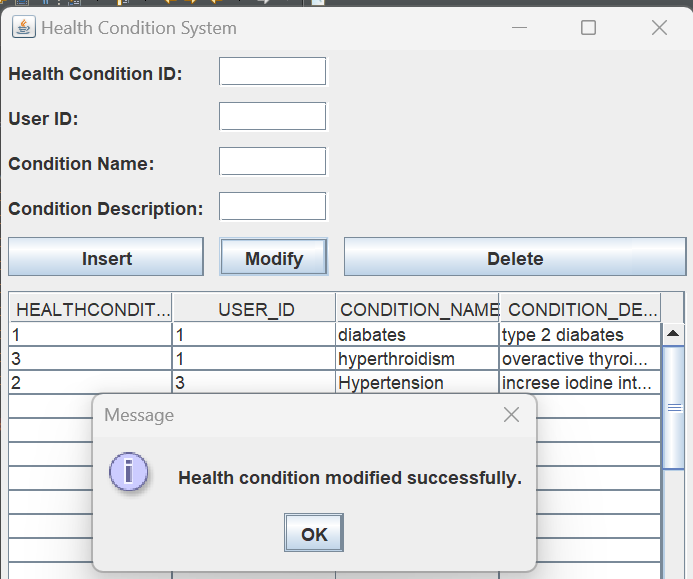 Health Condition System
Health Condition ID:
User ID:
Condition Name:
Condition Description:
Insert Modify Delete
HEALTHCONDIT... USER_ID CONDITION_NAME CONDITION_DE...
1 1 diabates type 2 diabates
3 1 hyperthroidism overactive thyroi...
2 3 Hypertension increse iodine int...
Message
i
Health condition modified successfully.
OK